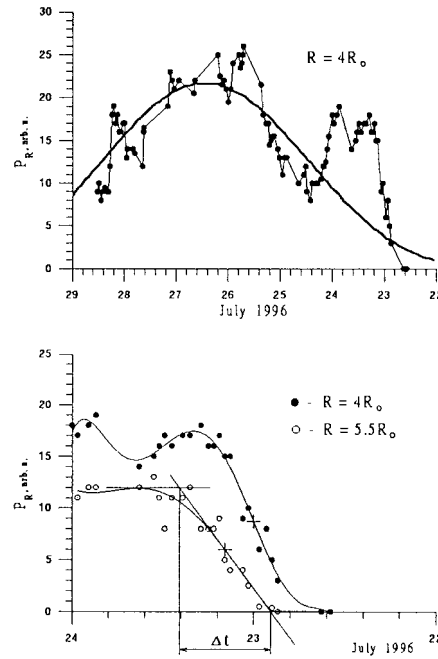 30
25
R = 4R₀
20
15
10
5
0
P_R, arb. u.
29 28 27 26 25 24 23 22
July 1996
25
20
15
10
5
0
P_R, arb. u.
● - R = 4R₀
○ - R = 5.5R₀
24 23 22
Δt
July 1996